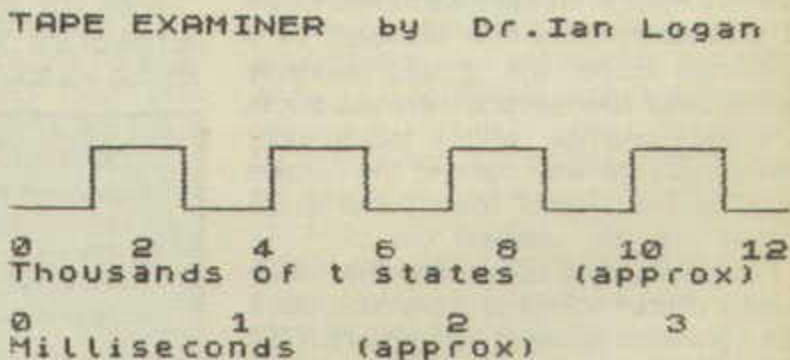 TAPE EXAMINER by Dr.Ian Logan
0 2 4 6 8 10 12
Thousands of t states (approx)
0 1 2 3
Milliseconds (approx)